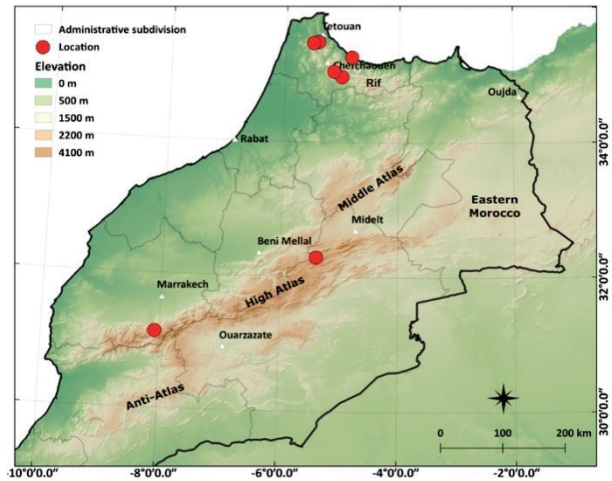 Administrative subdivision
Location
Elevation
0 m
500 m
1500 m
2200 m
4100 m
Tetouan
Cherchaouen
Rif
Oujda
Rabat
34°0'0.0"
Middle Atlas
Eastern
Morocco
Midelt
Beni Mellal
32°0'0.0"
Marrakech
High Atlas
Ouarzazate
Anti-Atlas
30°0'0.0"
0 100 200 km
-10°0'0.0" -8°0'0.0" -6°0'0.0" -4°0'0.0" -2°0'0.0"